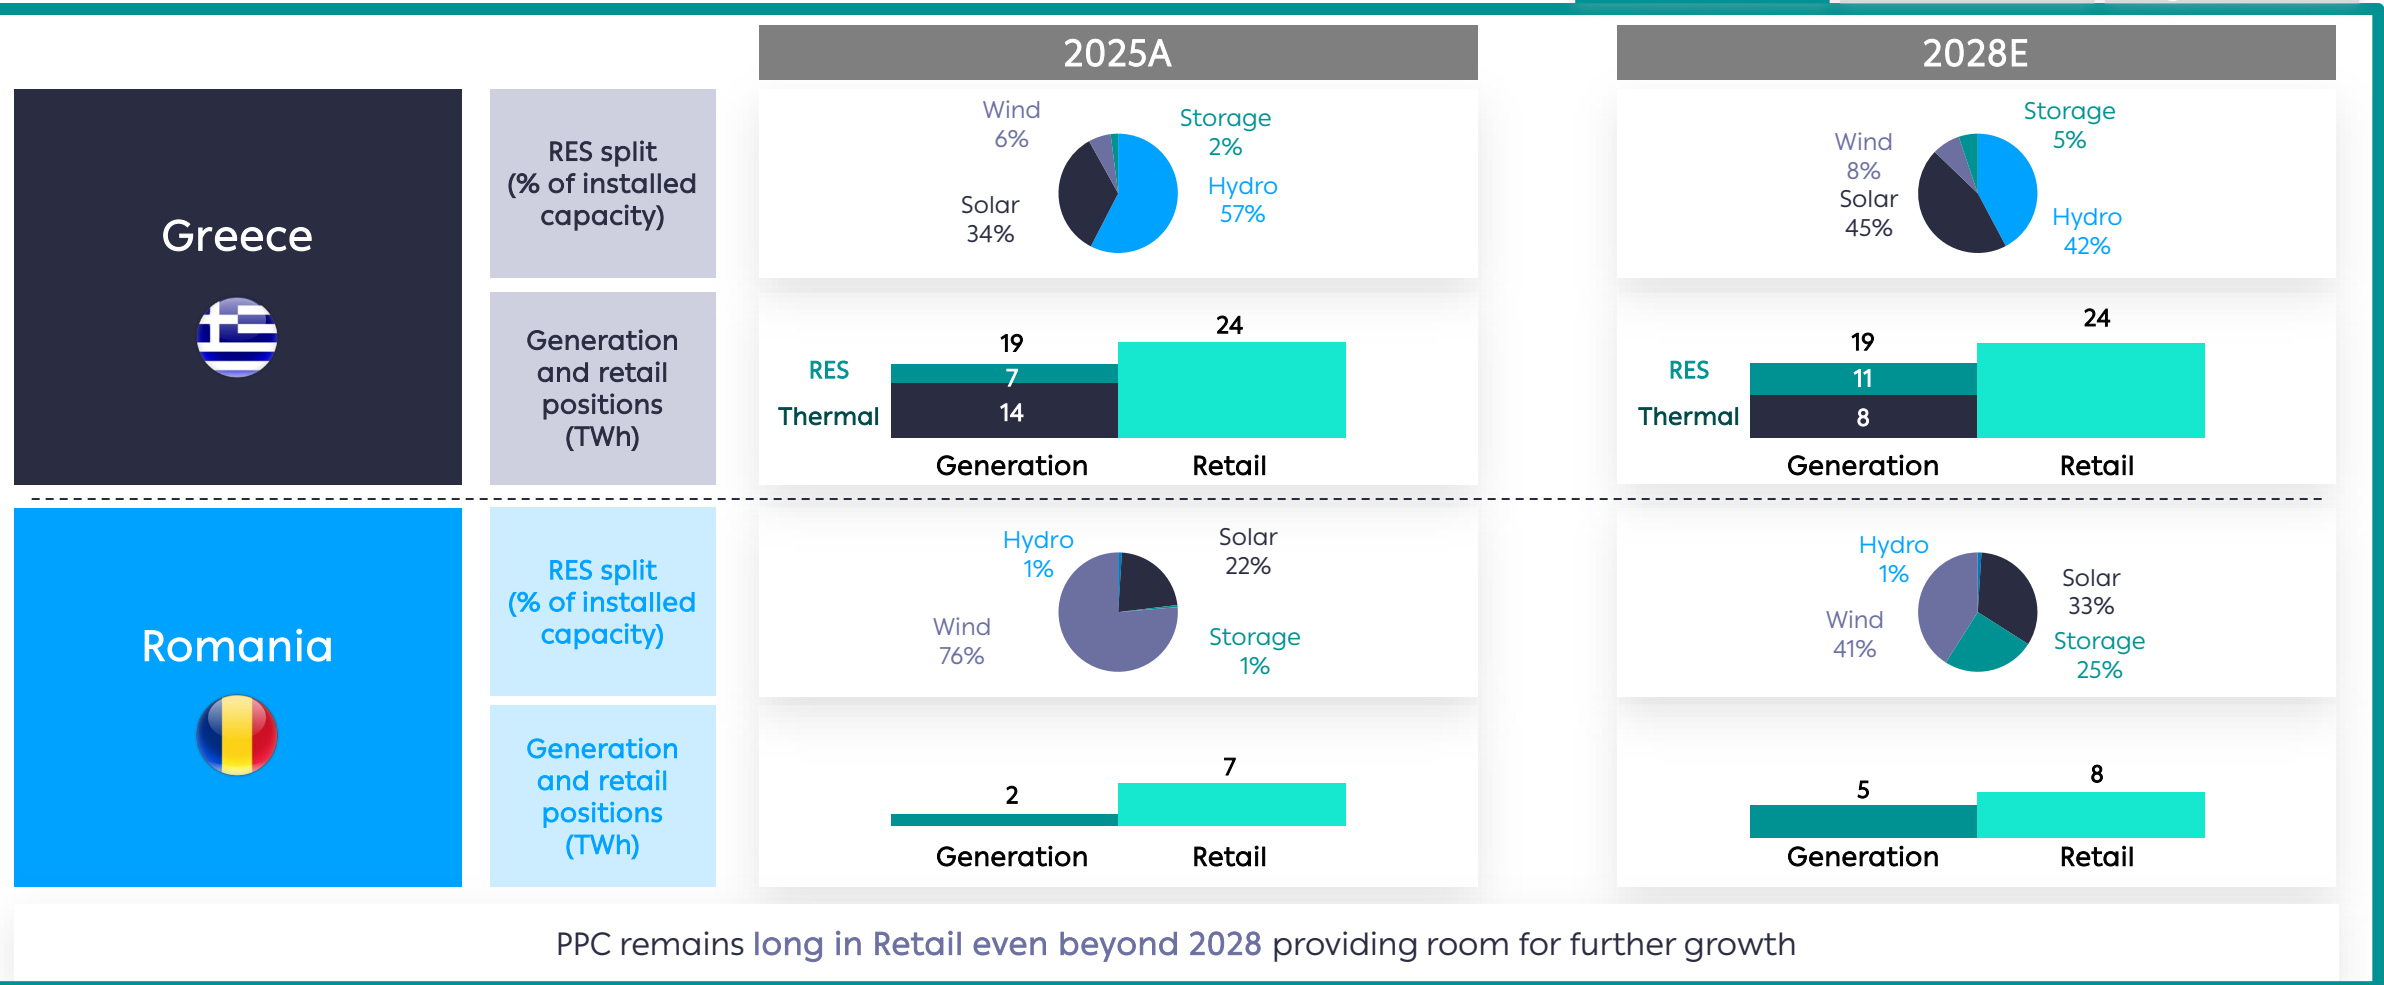 2025A
2028E
Greece
RES split
(% of installed
capacity)
Wind
6%
Storage
2%
Solar
34%
Hydro
57%
Storage
5%
Wind
8%
Solar
45%
Hydro
42%
Generation
and retail
positions
(TWh)
24
19
RES
7
Thermal
14
Generation
Retail
24
19
RES
11
Thermal
8
Generation
Retail
Romania
RES split
(% of installed
capacity)
Hydro
1%
Solar
22%
Wind
76%
Storage
1%
Hydro
1%
Solar
33%
Wind
41%
Storage
25%
Generation
and retail
positions
(TWh)
7
2
Generation
Retail
8
5
Generation
Retail
PPC remains long in Retail even beyond 2028 providing room for further growth